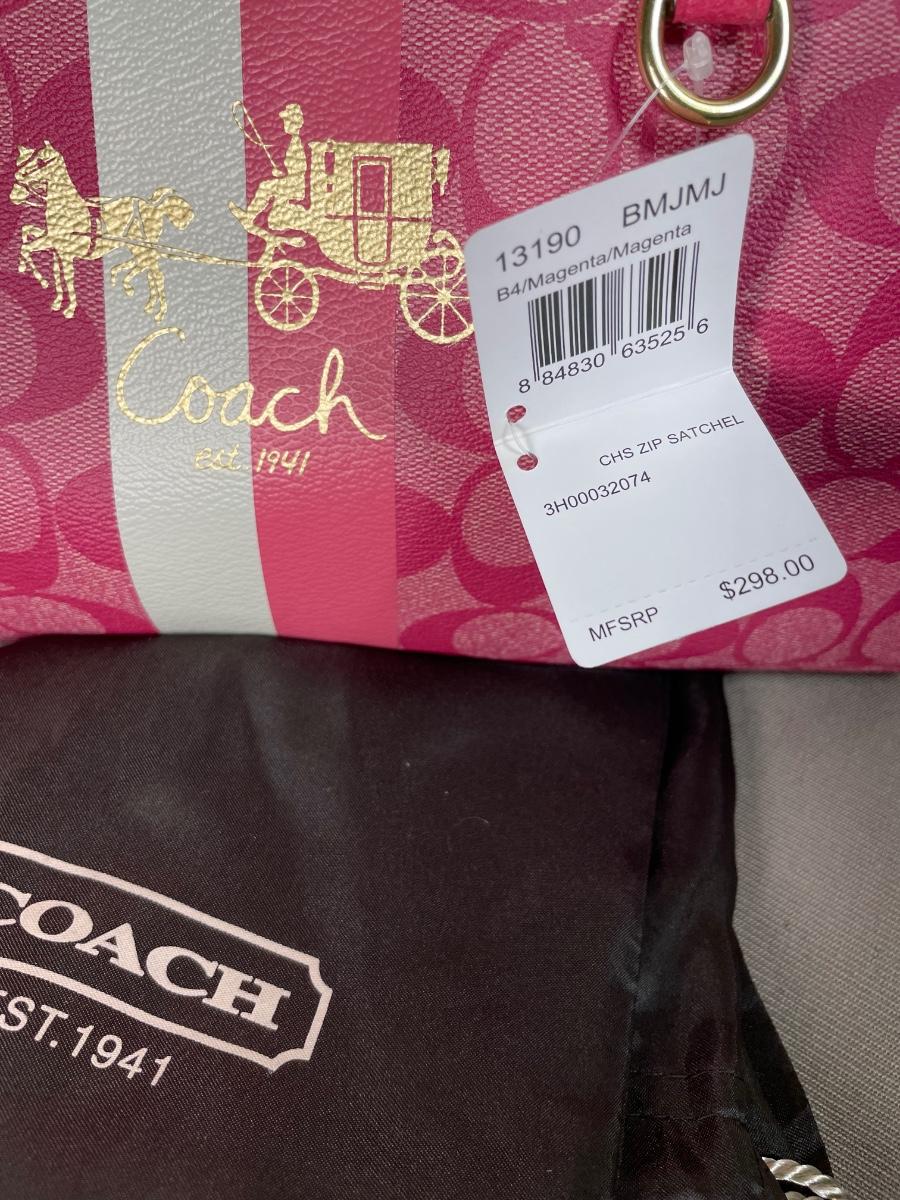 Coach
est. 1941
13190 BMJMJ
B4/Magenta/Magenta
8 84830 63525 6
CHS ZIP SATCHEL
3H00032074
MFSRP $298.00
COACH
EST.1941